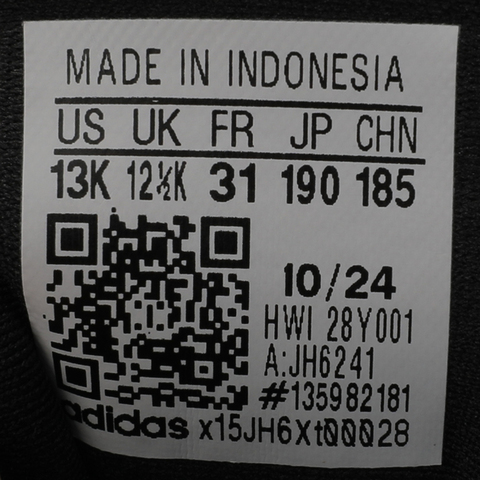 MADE IN INDONESIA
US UK FR JP CHN
13K 12½K 31 190 185
10/24
HWI 28Y001
A:JH6241
#135982181
adidas x15JH6Xt00028